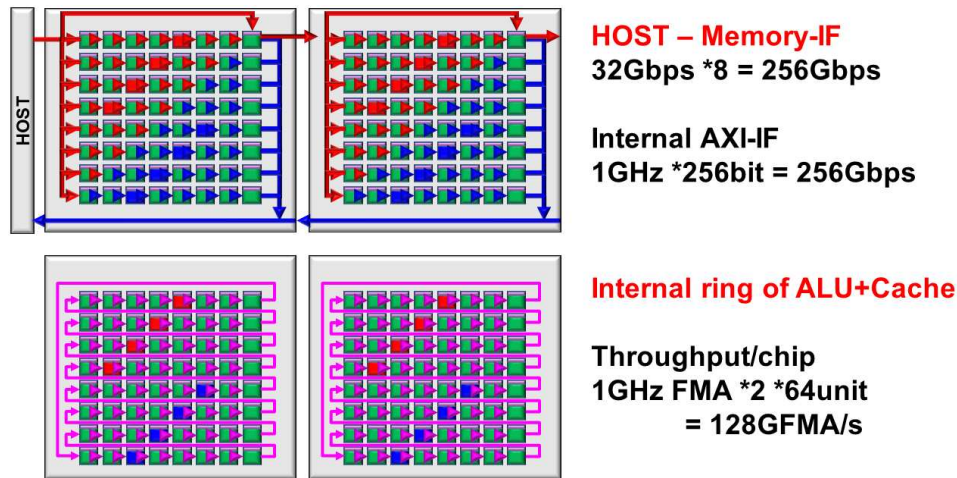 HOST
HOST – Memory-IF
32Gbps *8 = 256Gbps
Internal AXI-IF
1GHz *256bit = 256Gbps
Internal ring of ALU+Cache
Throughput/chip
1GHz FMA *2 *64unit
= 128GFMA/s